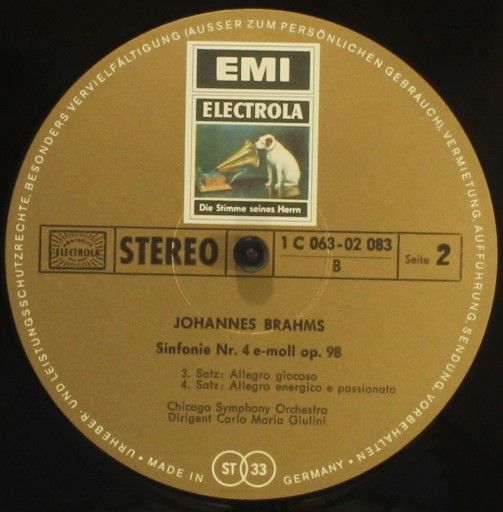 URHEBER- UND LEISTUNGSSCHUTZRECHTE, BESONDERS VERVIELFÄLTIGUNG (AUSSER ZUM PERSÖNLICHEN GEBRAUCH), VERMIETUNG, AUFFÜHRUNG, SENDUNG, VORBEHALTEN
EMI
ELECTROLA
Die Stimme seines Herrn
ELECTROLA
STEREO
1 C 063-02 083
B
Seite 2
JOHANNES BRAHMS
Sinfonie Nr. 4 e-moll op. 98
3. Satz: Allegro giocoso
4. Satz: Allegro energico e passionato
Chicago Symphony Orchestra
Dirigent Carlo Maria Giulini
• MADE IN ST 33 GERMANY •